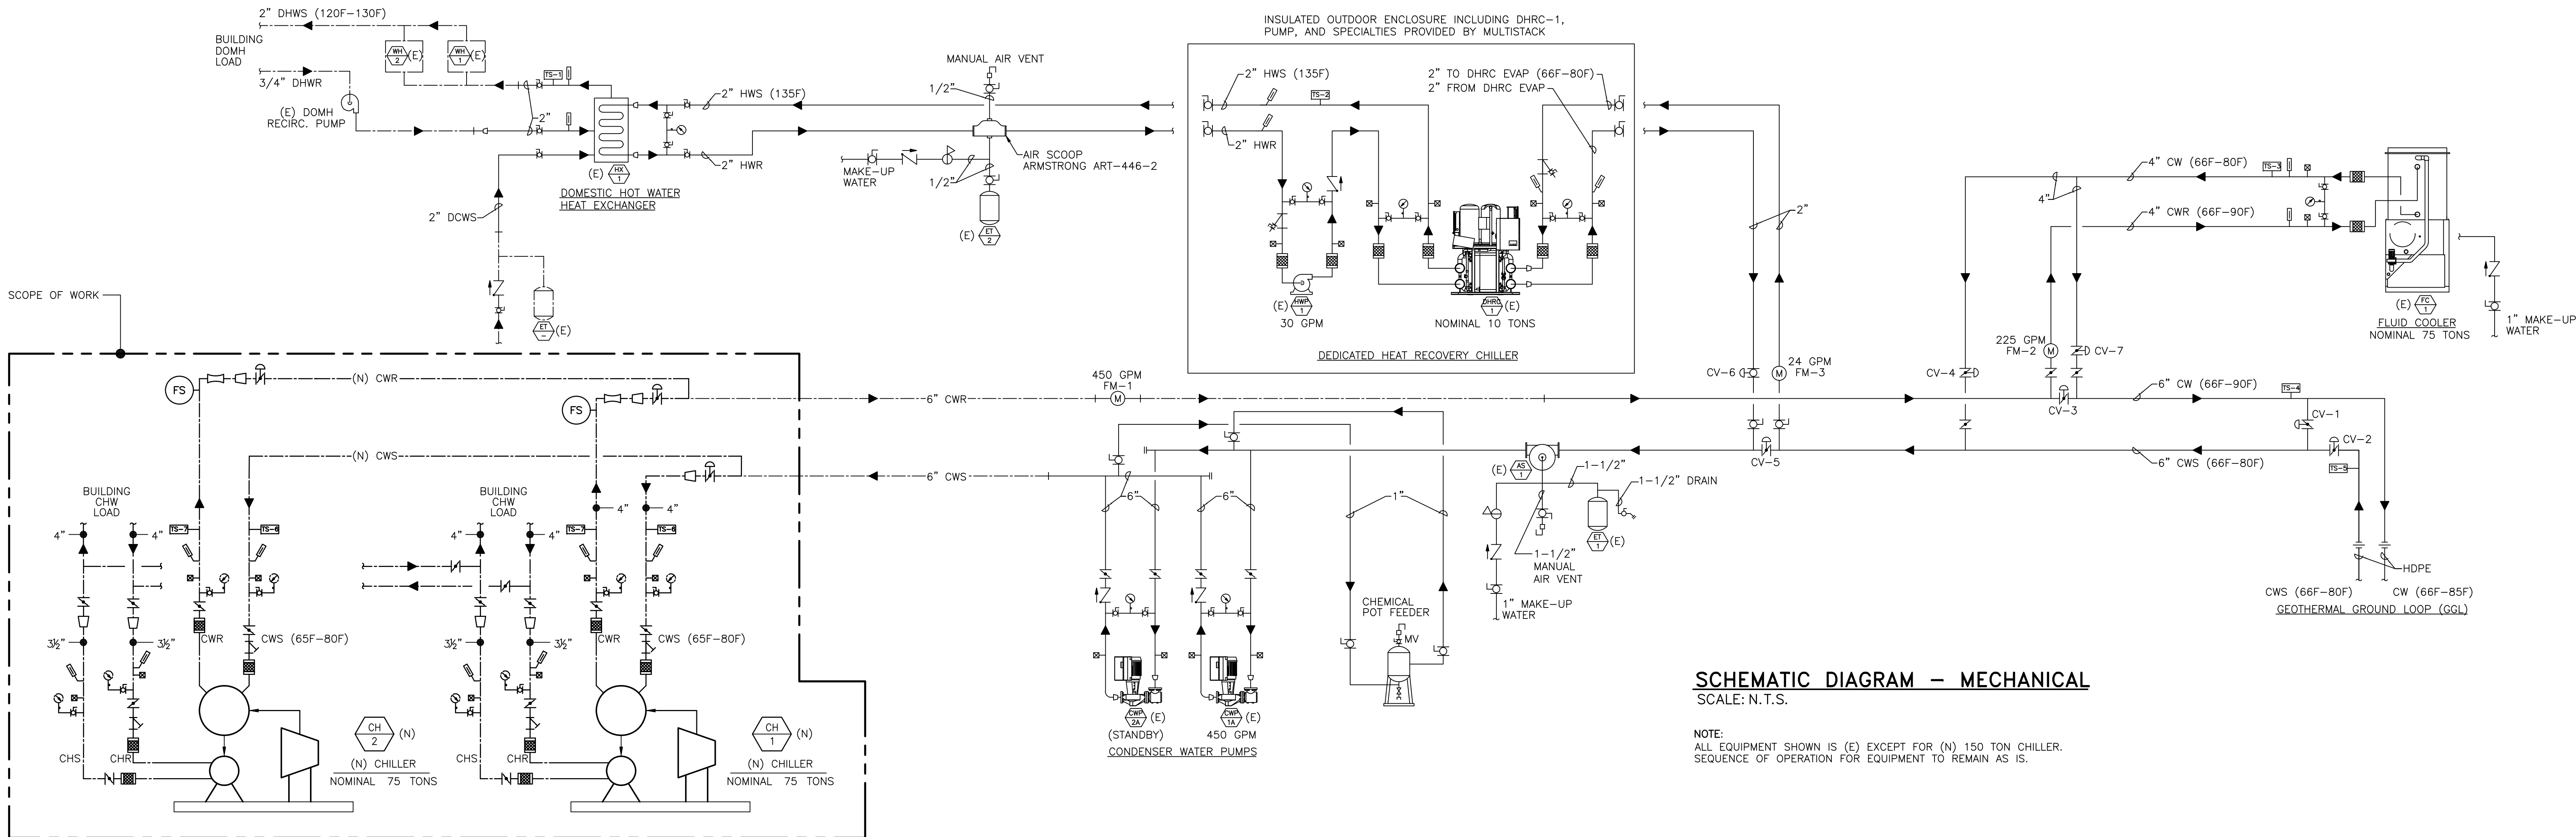 2" DHWS (120F-130F)
BUILDING
DOMH
LOAD
3/4" DHWR
(E) DOMH
RECIRC. PUMP
WH
2
(E)
WH
1
(E)
TS-1
2"
2" HWS (135F)
2" HWR
(E)
HX
1
DOMESTIC HOT WATER
HEAT EXCHANGER
2" DCWS
ET
-
(E)
MANUAL AIR VENT
1/2"
AIR SCOOP
ARMSTRONG ART-446-2
MAKE-UP
WATER
1/2"
(E)
ET
2
INSULATED OUTDOOR ENCLOSURE INCLUDING DHRC-1,
PUMP, AND SPECIALTIES PROVIDED BY MULTISTACK
2" HWS (135F)
TS-2
2" TO DHRC EVAP (66F-80F)
2" FROM DHRC EVAP
2" HWR
(E)
HWP
1
30 GPM
DHRC
1
(E)
NOMINAL 10 TONS
DEDICATED HEAT RECOVERY CHILLER
2"
4" CW (66F-80F)
TS-3
4"
4" CWR (66F-90F)
(E)
FC
1
FLUID COOLER
NOMINAL 75 TONS
1" MAKE-UP
WATER
SCOPE OF WORK
FS
(N) CWR
FS
6" CWR
450 GPM
FM-1
M
CV-6
24 GPM
FM-3
M
CV-4
225 GPM
FM-2
M
CV-7
CV-3
6" CW (66F-90F)
TS-4
CV-1
CV-2
TS-5
6" CWS (66F-80F)
CV-5
(N) CWS
6" CWS
BUILDING
CHW
LOAD
4"
4"
TS-7
TS-6
BUILDING
CHW
LOAD
4"
4"
TS-7
4"
4"
TS-6
3½"
3½"
CWR
CWS (65F-80F)
3½"
3½"
CWR
CWS (65F-80F)
CHS
CHR
CH
2
(N)
(N) CHILLER
NOMINAL 75 TONS
CHS
CHR
CH
1
(N)
(N) CHILLER
NOMINAL 75 TONS
6"
6"
CWP
2A
(E)
(STANDBY)
CWP
1A
(E)
450 GPM
CONDENSER WATER PUMPS
1"
CHEMICAL
POT FEEDER
MV
(E)
AS
1
1-1/2"
1-1/2" DRAIN
ET
1
(E)
1-1/2"
MANUAL
AIR VENT
1" MAKE-UP
WATER
HDPE
CWS (66F-80F)
CW (66F-85F)
GEOTHERMAL GROUND LOOP (GGL)
SCHEMATIC DIAGRAM - MECHANICAL
SCALE: N.T.S.
NOTE:
ALL EQUIPMENT SHOWN IS (E) EXCEPT FOR (N) 150 TON CHILLER.
SEQUENCE OF OPERATION FOR EQUIPMENT TO REMAIN AS IS.